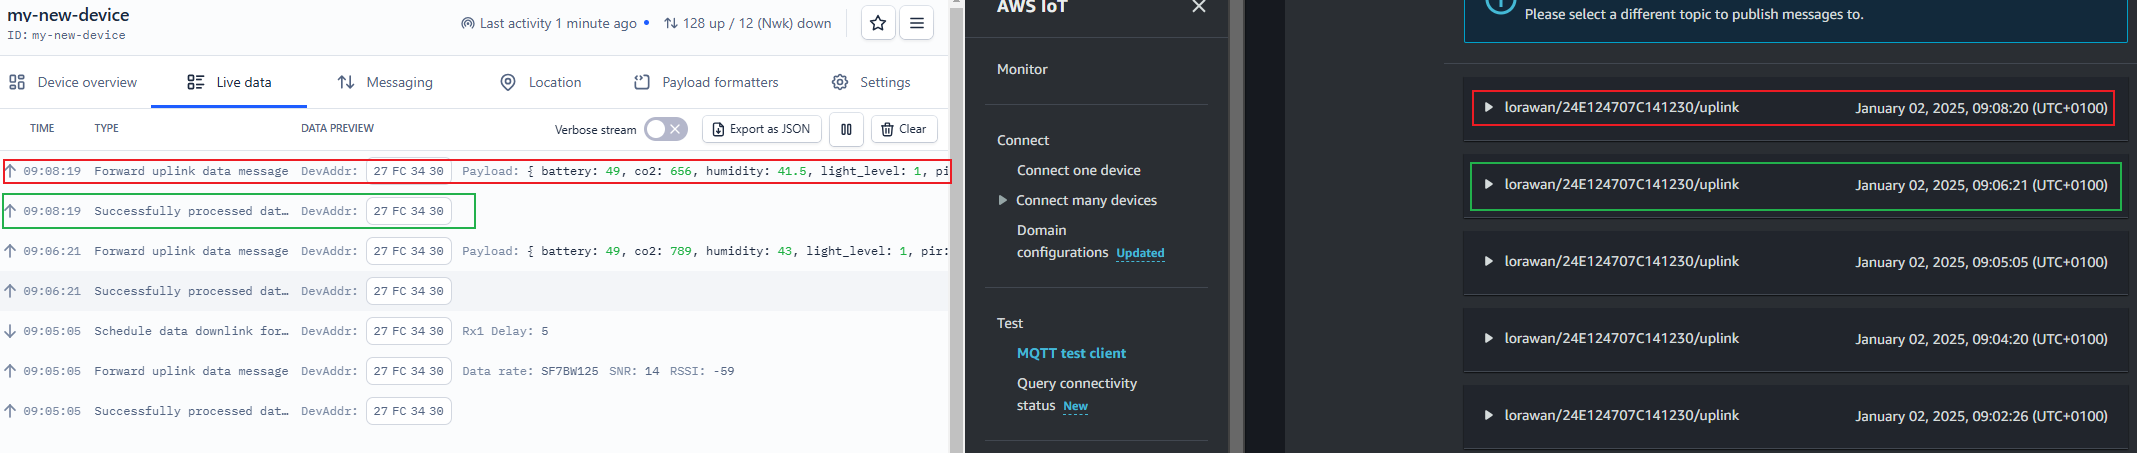 my-new-device
ID: my-new-device
Last activity 1 minute ago • 128 up / 12 (Nwk) down
Device overview
Live data
Messaging
Location
Payload formatters
Settings
TIME TYPE DATA PREVIEW
Verbose stream
Export as JSON
Clear
09:08:19 Forward uplink data message DevAddr: 27 FC 34 30 Payload: { battery: 49, co2: 656, humidity: 41.5, light_level: 1, pi
09:08:19 Successfully processed dat… DevAddr: 27 FC 34 30
09:06:21 Forward uplink data message DevAddr: 27 FC 34 30 Payload: { battery: 49, co2: 789, humidity: 43, light_level: 1, pir:
09:06:21 Successfully processed dat… DevAddr: 27 FC 34 30
09:05:05 Schedule data downlink for… DevAddr: 27 FC 34 30 Rx1 Delay: 5
09:05:05 Forward uplink data message DevAddr: 27 FC 34 30 Data rate: SF7BW125 SNR: 14 RSSI: -59
09:05:05 Successfully processed dat… DevAddr: 27 FC 34 30
AWS IoT
Monitor
Connect
Connect one device
Connect many devices
Domain
configurations Updated
Test
MQTT test client
Query connectivity
status New
Please select a different topic to publish messages to.
lorawan/24E124707C141230/uplink January 02, 2025, 09:08:20 (UTC+0100)
lorawan/24E124707C141230/uplink January 02, 2025, 09:06:21 (UTC+0100)
lorawan/24E124707C141230/uplink January 02, 2025, 09:05:05 (UTC+0100)
lorawan/24E124707C141230/uplink January 02, 2025, 09:04:20 (UTC+0100)
lorawan/24E124707C141230/uplink January 02, 2025, 09:02:26 (UTC+0100)